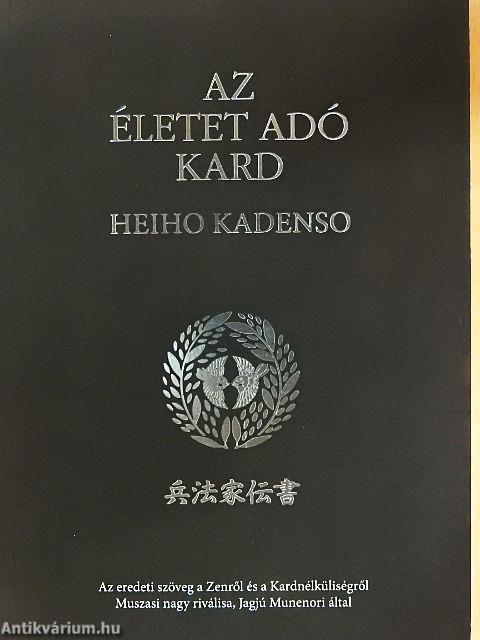 AZ
ÉLETET ADÓ
KARD
HEIHO KADENSO
兵法家伝書
Az eredeti szöveg a Zenről és a Kardnélküliségről
Muszasi nagy riválisa, Jagjú Munenori által
Antikvárium.hu